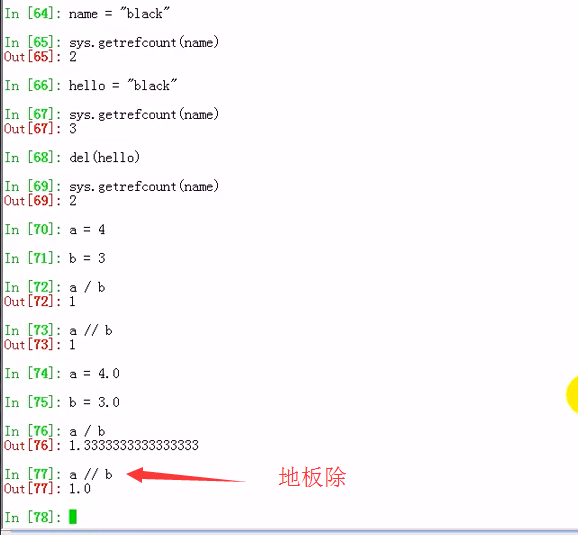 In [64]: name = "black"
In [65]: sys.getrefcount(name)
Out[65]: 2
In [66]: hello = "black"
In [67]: sys.getrefcount(name)
Out[67]: 3
In [68]: del(hello)
In [69]: sys.getrefcount(name)
Out[69]: 2
In [70]: a = 4
In [71]: b = 3
In [72]: a / b
Out[72]: 1
In [73]: a // b
Out[73]: 1
In [74]: a = 4.0
In [75]: b = 3.0
In [76]: a / b
Out[76]: 1.3333333333333333
In [77]: a // b 地板除
Out[77]: 1.0
In [78]: